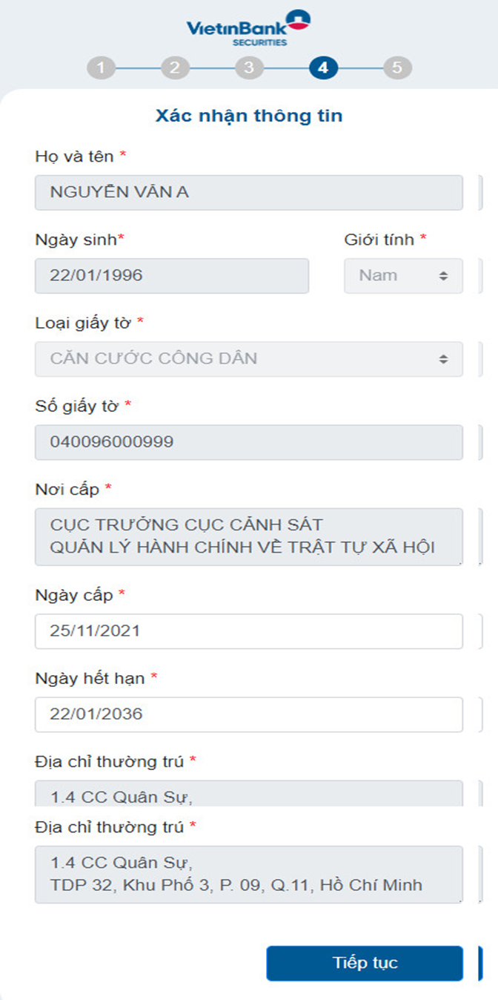 VietinBank
SECURITIES
1 2 3 4 5
Xác nhận thông tin
Họ và tên *
NGUYỄN VĂN A
Ngày sinh* Giới tính *
22/01/1996 Nam
Loại giấy tờ *
CĂN CƯỚC CÔNG DÂN
Số giấy tờ *
040096000999
Nơi cấp *
CỤC TRƯỞNG CỤC CẢNH SÁT
QUẢN LÝ HÀNH CHÍNH VỀ TRẬT TỰ XÃ HỘI
Ngày cấp *
25/11/2021
Ngày hết hạn *
22/01/2036
Địa chỉ thường trú *
1.4 CC Quân Sự,
Địa chỉ thường trú *
1.4 CC Quân Sự,
TDP 32, Khu Phố 3, P. 09, Q.11, Hồ Chí Minh
Tiếp tục